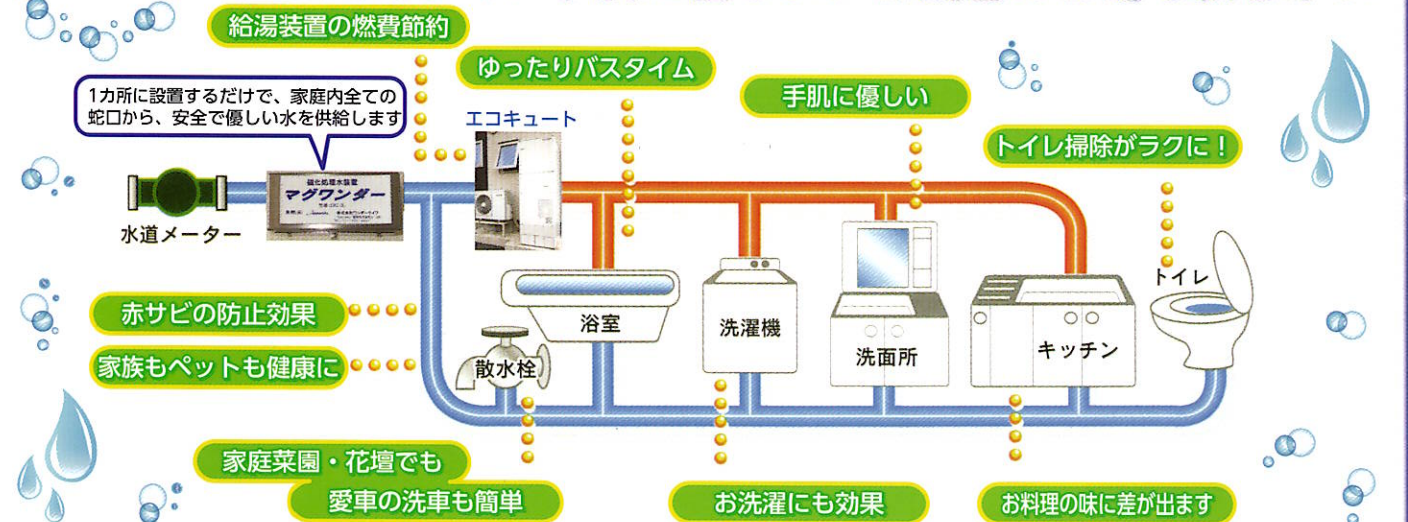 給湯装置の燃費節約
ゆったりバスタイム
手肌に優しい
トイレ掃除がラクに！
1カ所に設置するだけで、家庭内全ての
蛇口から、安全で優しい水を供給します
エコキュート
磁化処理水装置
マグワンダー
水道メーター
トイレ
浴室
洗濯機
洗面所
キッチン
散水栓
赤サビの防止効果
家族もペットも健康に
家庭菜園・花壇でも
愛車の洗車も簡単
お洗濯にも効果
お料理の味に差が出ます